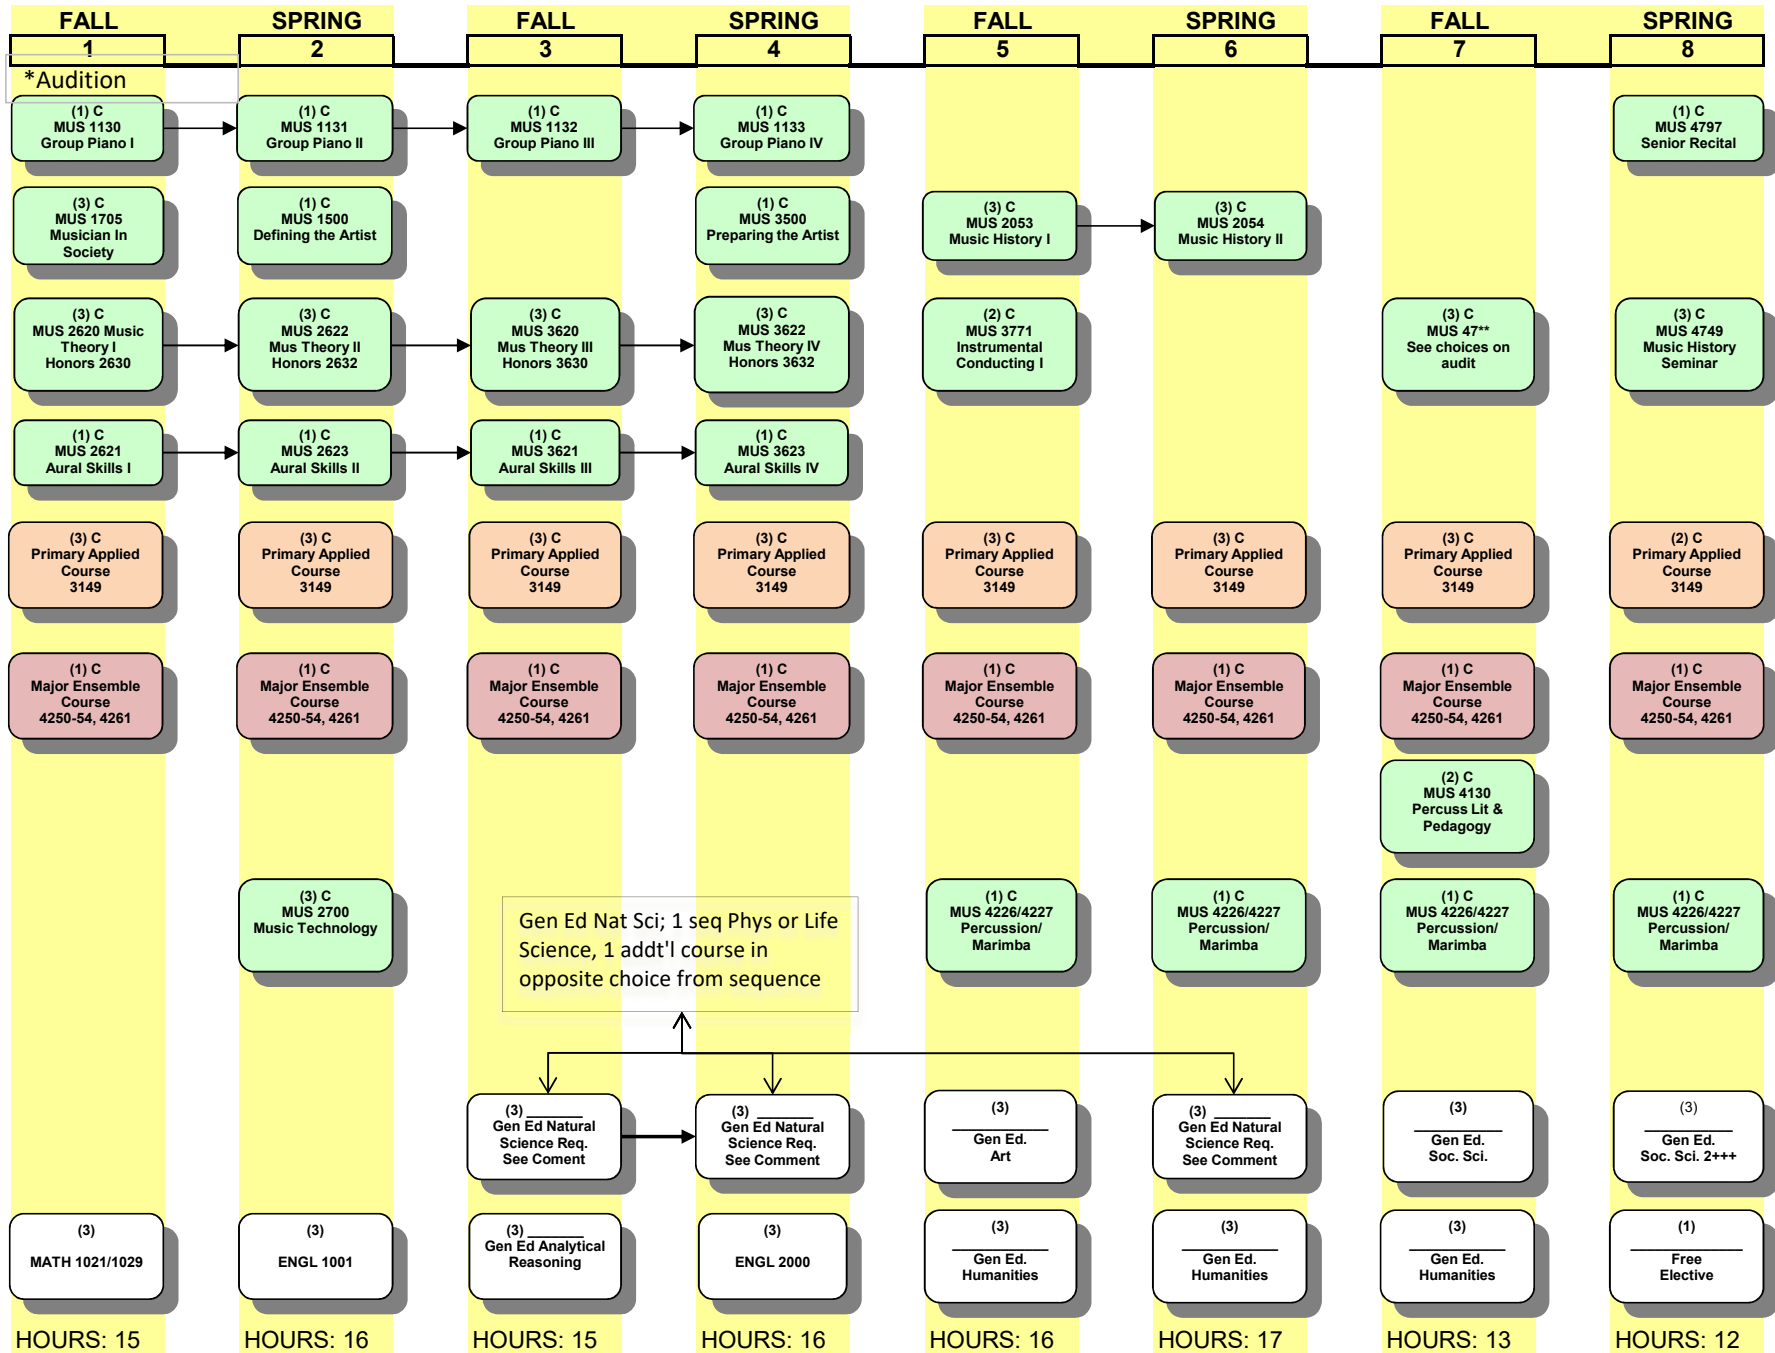 FALL
SPRING
FALL
SPRING
FALL
SPRING
FALL
SPRING
1
2
3
4
5
6
7
8
*Audition
(1) C
MUS 1130
Group Piano I
(1) C
MUS 1131
Group Piano II
(1) C
MUS 1132
Group Piano III
(1) C
MUS 1133
Group Piano IV
(1) C
MUS 4797
Senior Recital
(3) C
MUS 1705
Musician In
Society
(1) C
MUS 1500
Defining the Artist
(1) C
MUS 3500
Preparing the Artist
(3) C
MUS 2053
Music History I
(3) C
MUS 2054
Music History II
(3) C
MUS 2620 Music
Theory I
Honors 2630
(3) C
MUS 2622
Mus Theory II
Honors 2632
(3) C
MUS 3620
Mus Theory III
Honors 3630
(3) C
MUS 3622
Mus Theory IV
Honors 3632
(2) C
MUS 3771
Instrumental
Conducting I
(3) C
MUS 47**
See choices on
audit
(3) C
MUS 4749
Music History
Seminar
(1) C
MUS 2621
Aural Skills I
(1) C
MUS 2623
Aural Skills II
(1) C
MUS 3621
Aural Skills III
(1) C
MUS 3623
Aural Skills IV
(3) C
Primary Applied
Course
3149
(3) C
Primary Applied
Course
3149
(3) C
Primary Applied
Course
3149
(3) C
Primary Applied
Course
3149
(3) C
Primary Applied
Course
3149
(3) C
Primary Applied
Course
3149
(3) C
Primary Applied
Course
3149
(2) C
Primary Applied
Course
3149
(1) C
Major Ensemble
Course
4250-54, 4261
(1) C
Major Ensemble
Course
4250-54, 4261
(1) C
Major Ensemble
Course
4250-54, 4261
(1) C
Major Ensemble
Course
4250-54, 4261
(1) C
Major Ensemble
Course
4250-54, 4261
(1) C
Major Ensemble
Course
4250-54, 4261
(1) C
Major Ensemble
Course
4250-54, 4261
(1) C
Major Ensemble
Course
4250-54, 4261
(2) C
MUS 4130
Percuss Lit &
Pedagogy
(3) C
MUS 2700
Music Technology
Gen Ed Nat Sci; 1 seq Phys or Life
Science, 1 addt'l course in
opposite choice from sequence
(1) C
MUS 4226/4227
Percussion/
Marimba
(1) C
MUS 4226/4227
Percussion/
Marimba
(1) C
MUS 4226/4227
Percussion/
Marimba
(1) C
MUS 4226/4227
Percussion/
Marimba
(3) _______
Gen Ed Natural
Science Req.
See Coment
(3) _______
Gen Ed Natural
Science Req.
See Comment
(3)
____________
Gen Ed.
Art
(3) _______
Gen Ed Natural
Science Req.
See Comment
(3)
___________
Gen Ed.
Soc. Sci.
(3)
___________
Gen Ed.
Soc. Sci. 2+++
(3)
MATH 1021/1029
(3)
ENGL 1001
(3) _______
Gen Ed Analytical
Reasoning
(3)
ENGL 2000
(3)
____________
Gen Ed.
Humanities
(3)
____________
Gen Ed.
Humanities
(3)
____________
Gen Ed.
Humanities
(1)
______________
Free
Elective
HOURS: 15
HOURS: 16
HOURS: 15
HOURS: 16
HOURS: 16
HOURS: 17
HOURS: 13
HOURS: 12